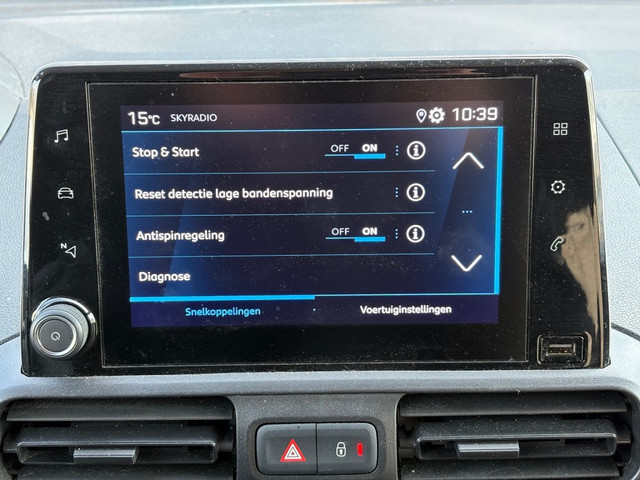 15°C SKYRADIO 10:39
Stop & Start OFF ON
Reset detectie lage bandenspanning
Antispinregeling OFF ON
Diagnose
Snelkoppelingen Voertuiginstellingen
N